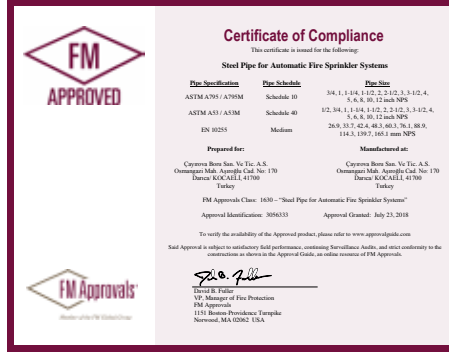 FM
APPROVED
Certificate of Compliance
This certificate is issued for the following:
Steel Pipe for Automatic Fire Sprinkler Systems
Pipe Specification Pipe Schedule Pipe Size
ASTM A795 / A795M Schedule 10 3/4, 1, 1-1/4, 1-1/2, 2, 2-1/2, 3, 3-1/2, 4,
5, 6, 8, 10, 12 inch NPS
ASTM A53 / A53M Schedule 40 1/2, 3/4, 1, 1-1/4, 1-1/2, 2, 2-1/2, 3, 3-1/2, 4,
5, 6, 8, 10, 12 inch NPS
EN 10255 Medium 26.9, 33.7, 42.4, 48.3, 60.3, 76.1, 88.9,
114.3, 139.7, 165.1 mm NPS
Prepared for: Manufactured at:
Çayırova Boru San. Ve Tic. A.S. Çayırova Boru San. Ve Tic. A.S.
Osmangazi Mah. Aşıroğlu Cad. No: 170 Osmangazi Mah. Aşıroğlu Cad. No: 170
Darıca/ KOCAELİ, 41700 Darıca/ KOCAELİ, 41700
Turkey Turkey
FM Approvals Class: 1630 – “Steel Pipe for Automatic Fire Sprinkler Systems”
Approval Identification: 3056333 Approval Granted: July 23, 2018
To verify the availability of the Approved product, please refer to www.approvalguide.com
Said Approval is subject to satisfactory field performance, continuing Surveillance Audits, and strict conformity to the
constructions as shown in the Approval Guide, an online resource of FM Approvals.
David B. Fuller
VP, Manager of Fire Protection
FM Approvals
1151 Boston-Providence Turnpike
Norwood, MA 02062 USA
FM Approvals
Member of the FM Global Group